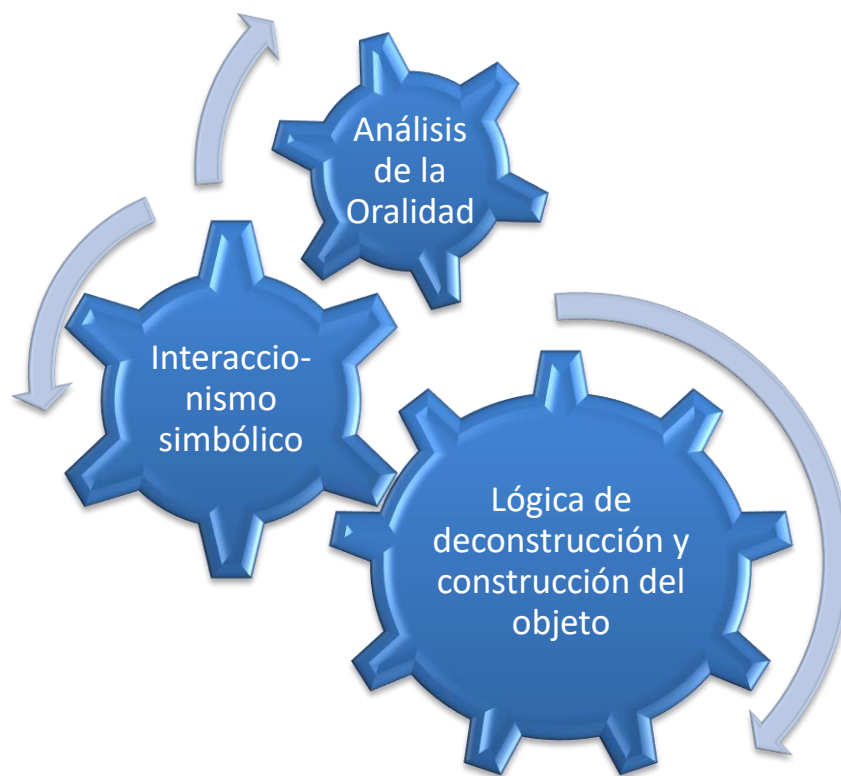 Análisis
de la
Oralidad
Interaccio-
nismo
simbólico
Lógica de
deconstrucción y
construcción del
objeto